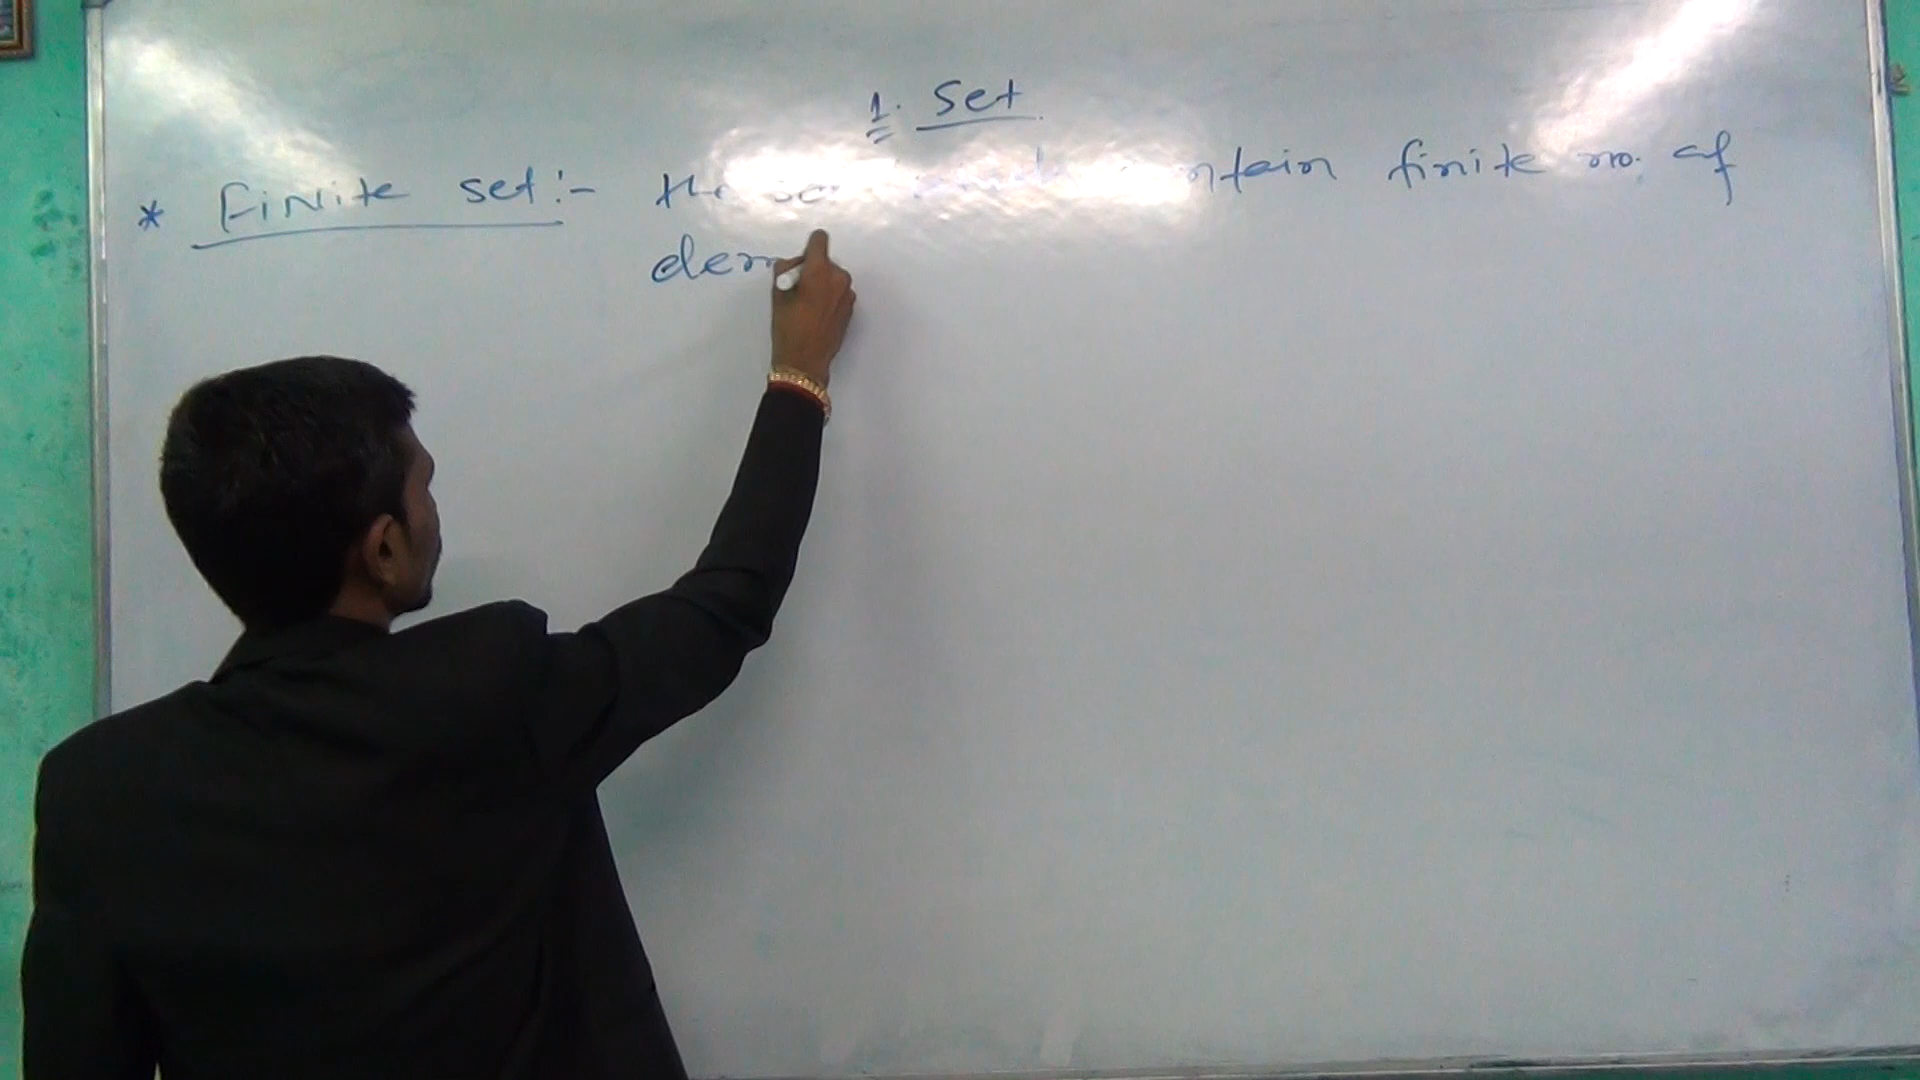 1. Set
* Finite set:- the set which contain finite no. of
elem